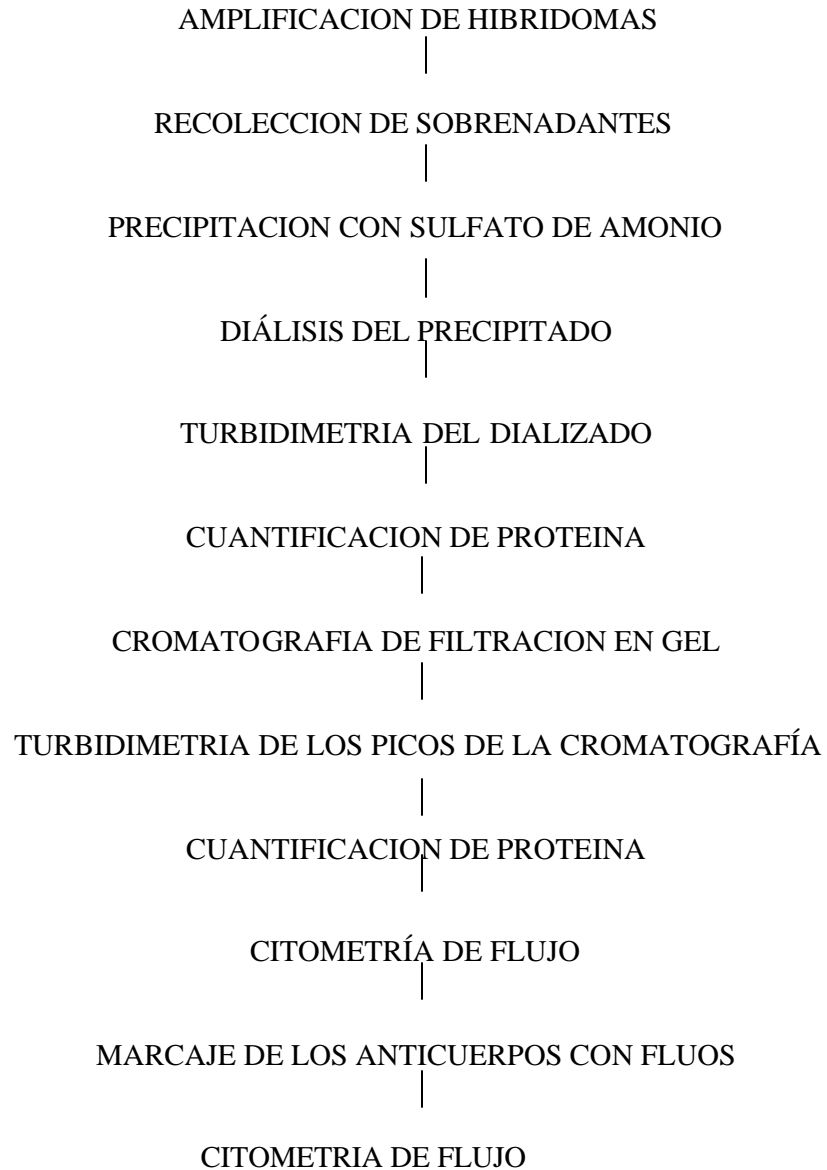 AMPLIFICACION DE HIBRIDOMAS
RECOLECCION DE SOBRENADANTES
PRECIPITACION CON SULFATO DE AMONIO
DIÁLISIS DEL PRECIPITADO
TURBIDIMETRIA DEL DIALIZADO
CUANTIFICACION DE PROTEINA
CROMATOGRAFIA DE FILTRACION EN GEL
TURBIDIMETRIA DE LOS PICOS DE LA CROMATOGRAFÍA
CUANTIFICACION DE PROTEINA
CITOMETRÍA DE FLUJO
MARCAJE DE LOS ANTICUERPOS CON FLUOS
CITOMETRIA DE FLUJO